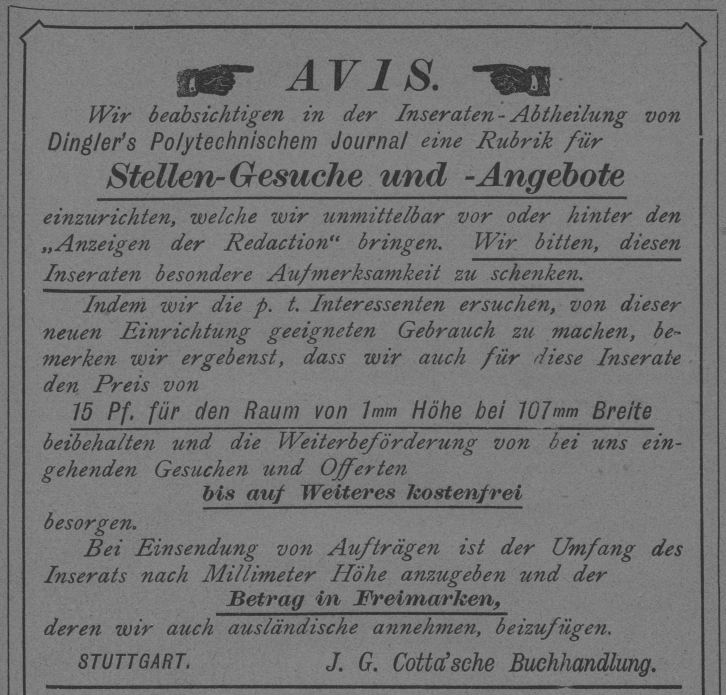 AVIS.
Wir beabsichtigen in der Inseraten-Abtheilung von
Dingler's Polytechnischem Journal eine Rubrik für
Stellen-Gesuche und -Angebote
einzurichten, welche wir unmittelbar vor oder hinter den
„Anzeigen der Redaction“ bringen. Wir bitten, diesen
Inseraten besondere Aufmerksamkeit zu schenken.
Indem wir die p. t. Interessenten ersuchen, von dieser
neuen Einrichtung geeigneten Gebrauch zu machen, be-
merken wir ergebenst, dass wir auch für diese Inserate
den Preis von
15 Pf. für den Raum von 1mm Höhe bei 107mm Breite
beibehalten und die Weiterbeförderung von bei uns ein-
gehenden Gesuchen und Offerten
bis auf Weiteres kostenfrei
besorgen.
Bei Einsendung von Aufträgen ist der Umfang des
Inserats nach Millimeter Höhe anzugeben und der
Betrag in Freimarken,
deren wir auch ausländische annehmen, beizufügen.
STUTTGART. J. G. Cotta'sche Buchhandlung.